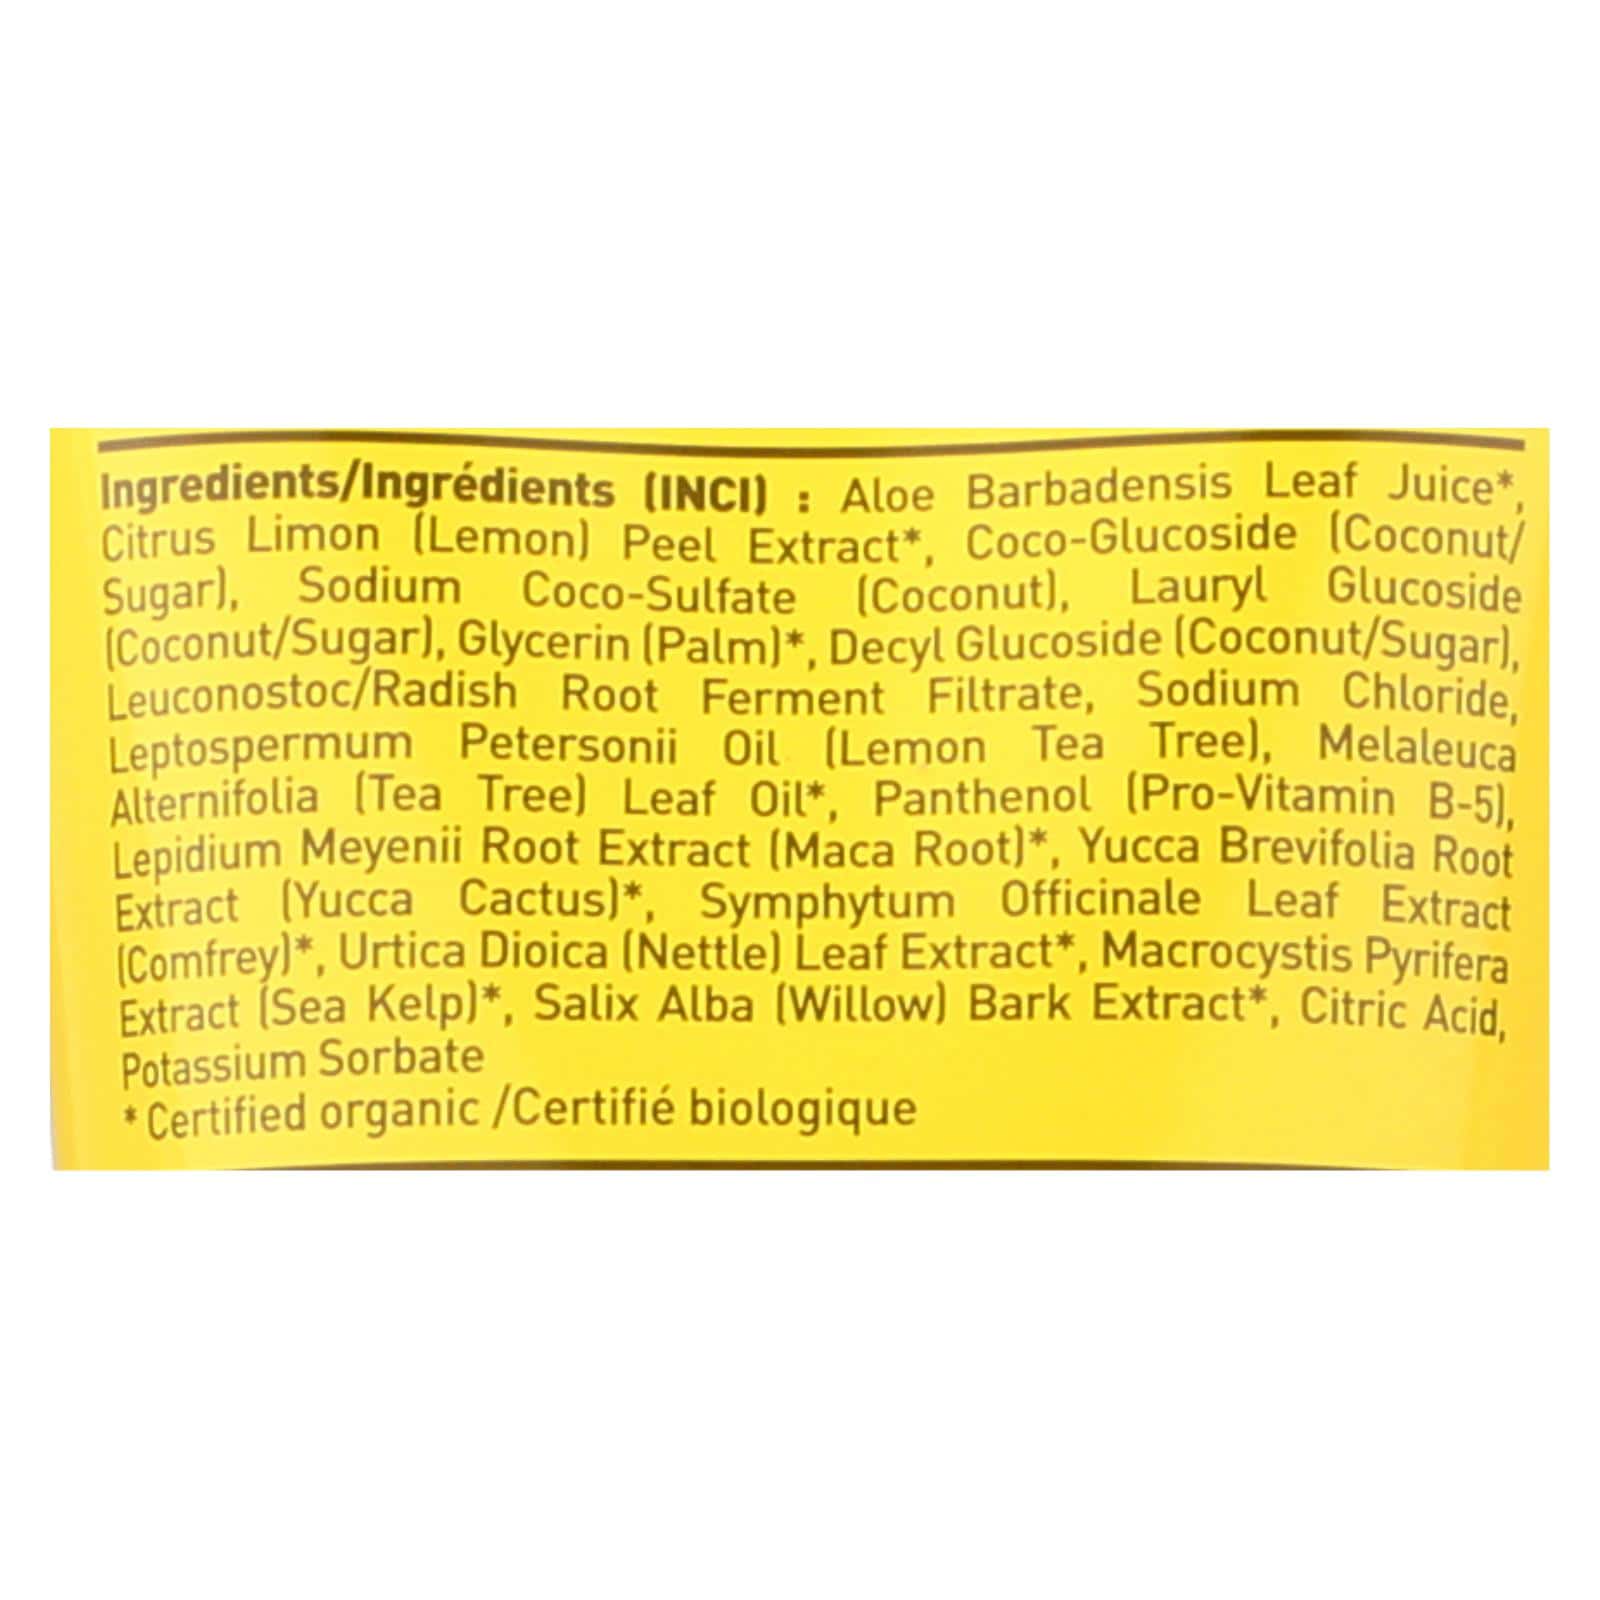 Ingredients/Ingrédients (INCI) : Aloe Barbadensis Leaf Juice*,
Citrus Limon (Lemon) Peel Extract*, Coco-Glucoside (Coconut/
Sugar), Sodium Coco-Sulfate (Coconut), Lauryl Glucoside
(Coconut/Sugar), Glycerin (Palm)*, Decyl Glucoside (Coconut/Sugar),
Leuconostoc/Radish Root Ferment Filtrate, Sodium Chloride,
Leptospermum Petersonii Oil (Lemon Tea Tree), Melaleuca
Alternifolia (Tea Tree) Leaf Oil*, Panthenol (Pro-Vitamin B-5),
Lepidium Meyenii Root Extract (Maca Root)*, Yucca Brevifolia Root
Extract (Yucca Cactus)*, Symphytum Officinale Leaf Extract
(Comfrey)*, Urtica Dioica (Nettle) Leaf Extract*, Macrocystis Pyrifera
Extract (Sea Kelp)*, Salix Alba (Willow) Bark Extract*, Citric Acid,
Potassium Sorbate
* Certified organic /Certifié biologique